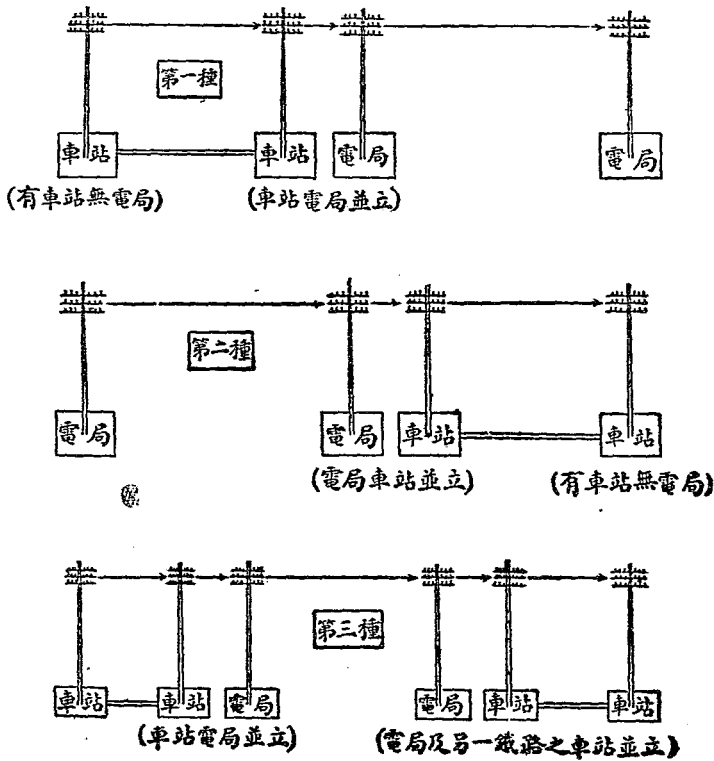 第一種
車站 車站 電局 電局
(有車站無電局) (車站電局並立)
第二種
電局 電局 車站 車站
(電局車站並立) (有車站無電局)
第三種
車站 車站 電局 電局 車站 車站
(車站電局並立) (電局及另一鐵路之車站並立)